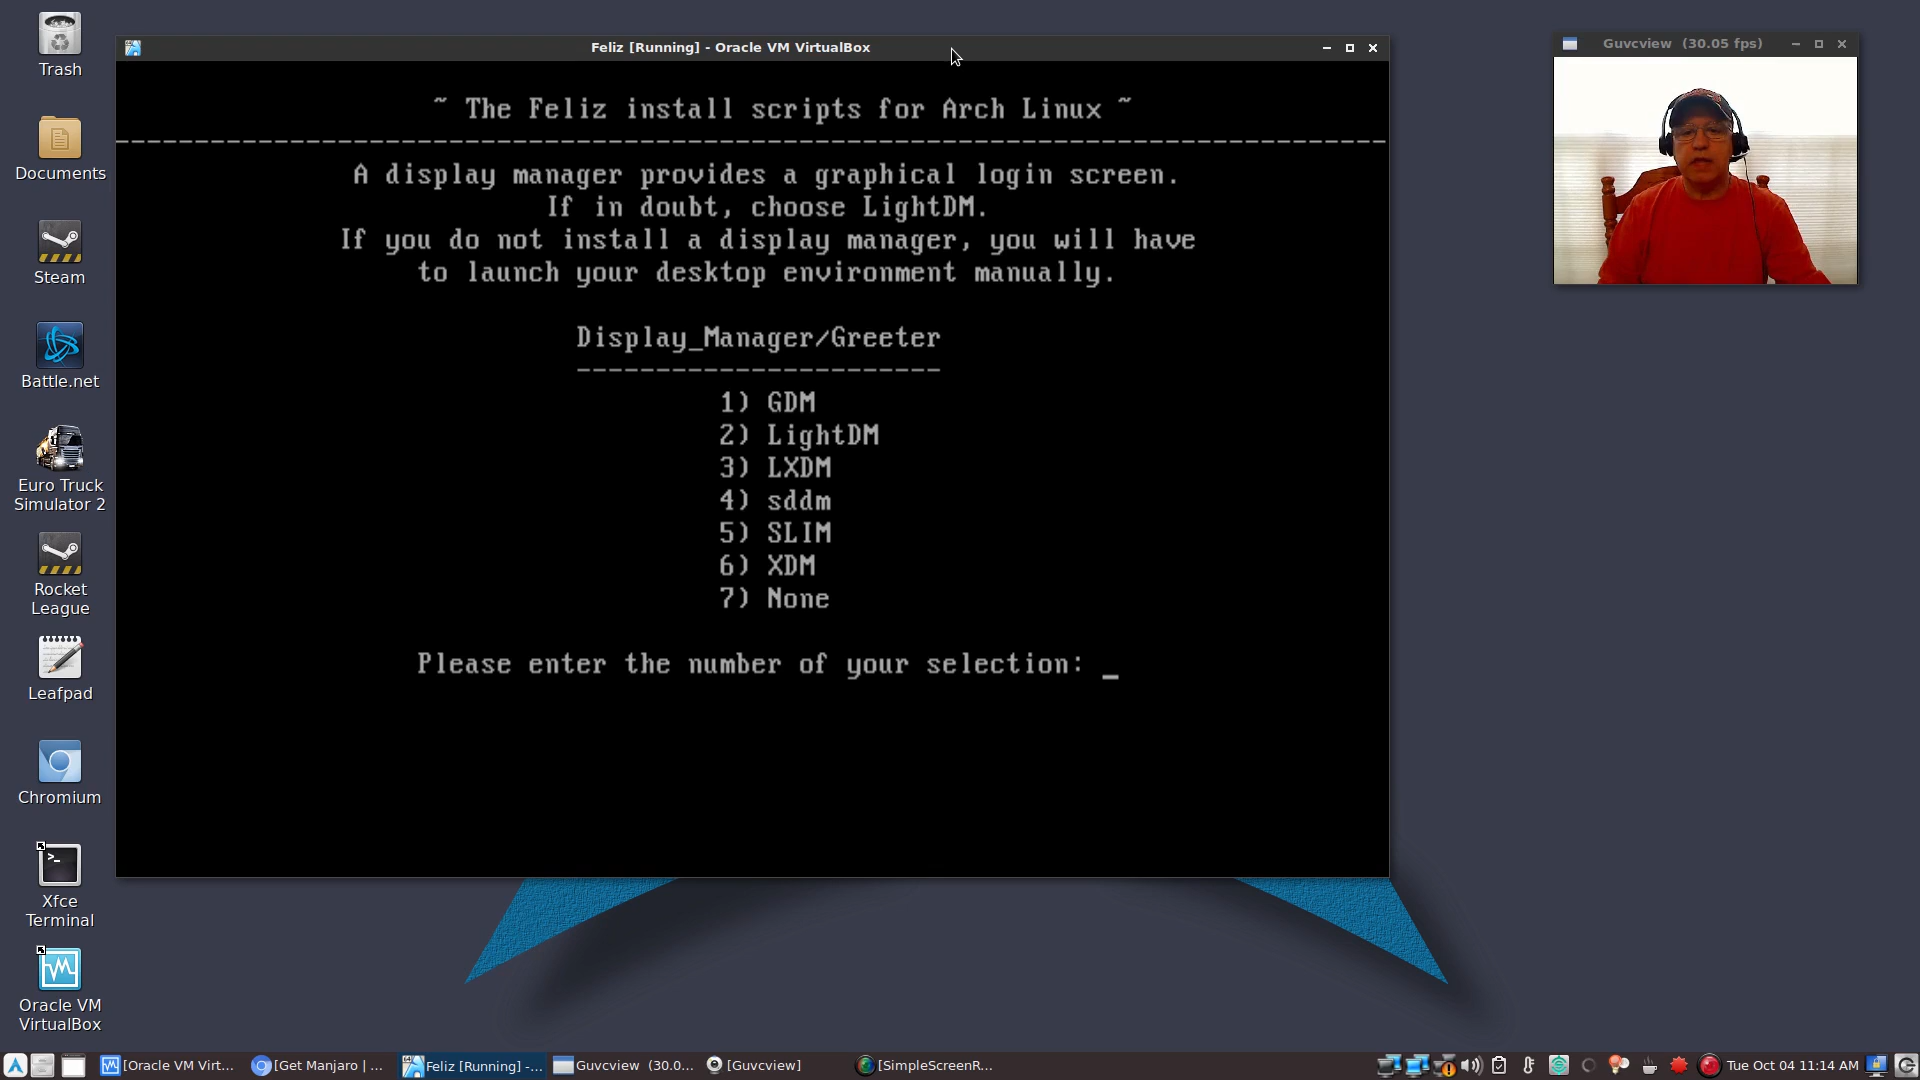 Trash
Documents
Steam
Battle.net
Euro Truck
Simulator 2
Rocket
League
Leafpad
Chromium
Xfce
Terminal
Oracle VM
VirtualBox
Feliz [Running] - Oracle VM VirtualBox
~ The Feliz install scripts for Arch Linux ~
A display manager provides a graphical login screen.
If in doubt, choose LightDM.
If you do not install a display manager, you will have
to launch your desktop environment manually.
Display_Manager/Greeter
1) GDM
2) LightDM
3) LXDM
4) sddm
5) SLIM
6) XDM
7) None
Please enter the number of your selection: _
Guvcview (30.05 fps)
[Oracle VM Virt...
[Get Manjaro | ...
Feliz [Running] -...
Guvcview (30.0...
[Guvcview]
[SimpleScreenR...
Tue Oct 04 11:14 AM